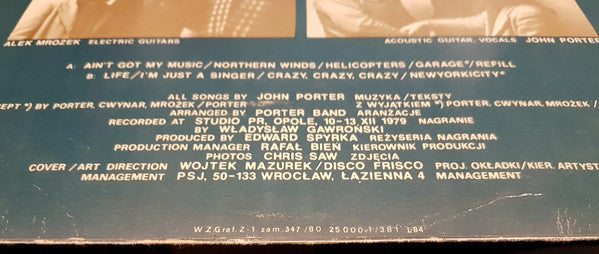 ALEK MROŻEK ELECTRIC GUITARS
ACOUSTIC GUITAR, VOCALS JOHN PORTER
A: AIN'T GOT MY MUSIC/NORTHERN WINDS/HELICOPTERS/GARAGE*/REFILL
B: LIFE/I'M JUST A SINGER/CRAZY, CRAZY, CRAZY/NEWYORKICITY*
ALL SONGS BY JOHN PORTER MUZYKA/TEKSTY
EPT *) BY PORTER, CWYNAR, MROŻEK/PORTER Z WYJĄTKIEM *) PORTER, CWYNAR, MROŻEK/
ARRANGED BY PORTER BAND ARANŻACJE
RECORDED AT STUDIO PR, OPOLE, 10-13 XII 1979 NAGRANIE
BY WŁADYSŁAW GAWROŃSKI
PRODUCED BY EDWARD SPYRKA REŻYSERIA NAGRANIA
PRODUCTION MANAGER RAFAŁ BIEN KIEROWNIK PRODUKCJI
PHOTOS CHRIS SAW ZDJĘCIA
COVER/ART DIRECTION WOJTEK MAZUREK/DISCO FRISCO PROJ. OKŁADKI/KIER. ARTYST
MANAGEMENT PSJ, 50-133 WROCŁAW, ŁAZIENNA 4 MANAGEMENT
W.Z.Graf. Z-1 zam. 347/80 25 000-1/381 L84